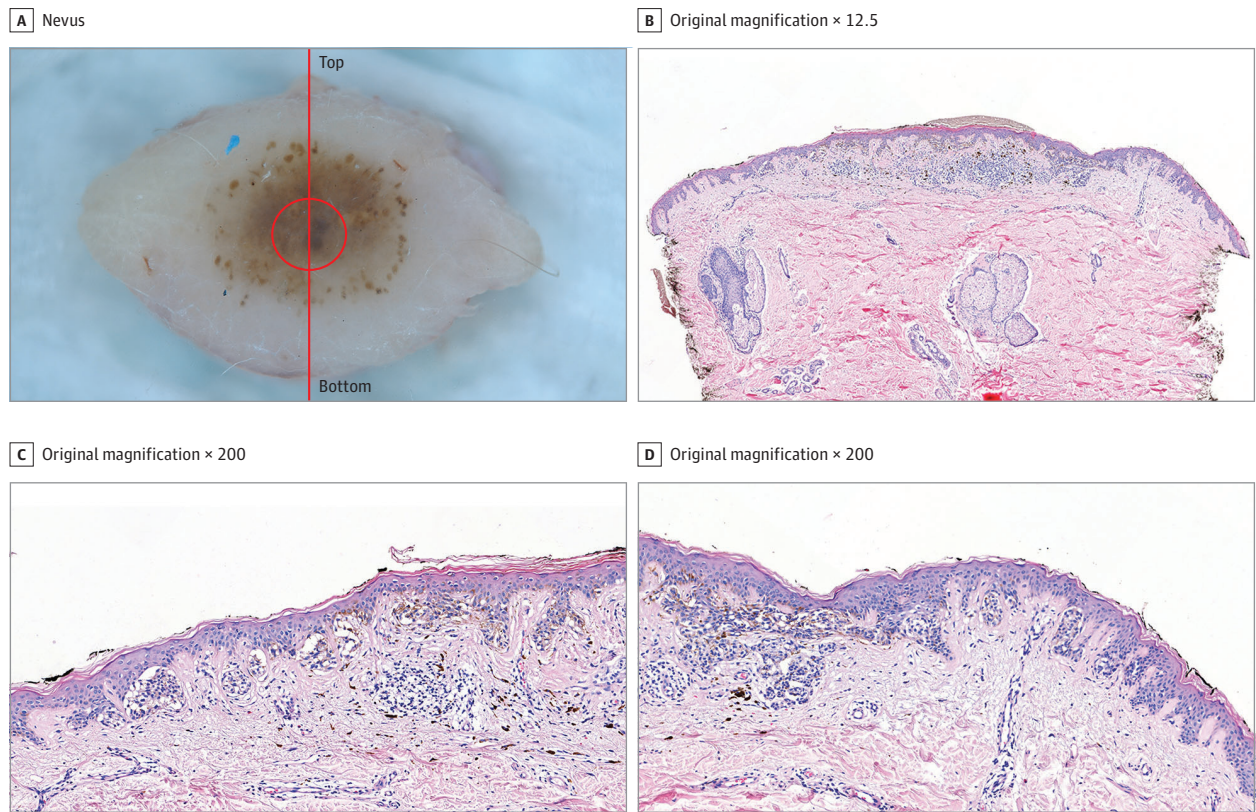 A Nevus
B Original magnification × 12.5
Top
Bottom
C Original magnification × 200
D Original magnification × 200